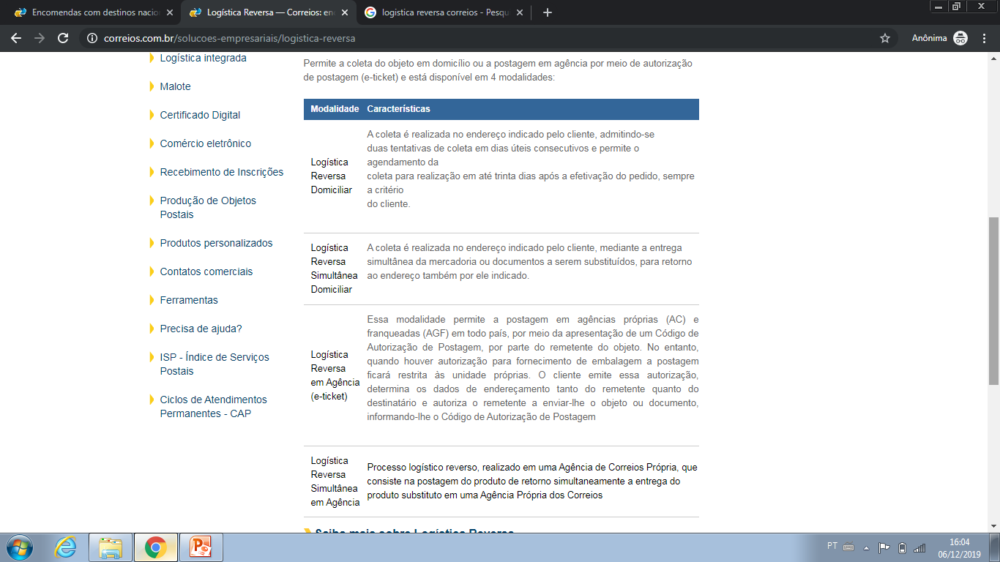 Encomendas com destinos nacio
Logística Reversa — Correios: en
logistica reversa correios - Pesqu
correios.com.br/solucoes-empresariais/logistica-reversa
Anônima
Logística integrada
Malote
Certificado Digital
Comércio eletrônico
Recebimento de Inscrições
Produção de Objetos
Postais
Produtos personalizados
Contatos comerciais
Ferramentas
Precisa de ajuda?
ISP - Índice de Serviços
Postais
Ciclos de Atendimentos
Permanentes - CAP
Permite a coleta do objeto em domicílio ou a postagem em agência por meio de autorização
de postagem (e-ticket) e está disponível em 4 modalidades:
Modalidade Características
Logística
Reversa
Domiciliar
A coleta é realizada no endereço indicado pelo cliente, admitindo-se
duas tentativas de coleta em dias úteis consecutivos e permite o
agendamento da
coleta para realização em até trinta dias após a efetivação do pedido, sempre
a critério
do cliente.
Logística
Reversa
Simultânea
Domiciliar
A coleta é realizada no endereço indicado pelo cliente, mediante a entrega
simultânea da mercadoria ou documentos a serem substituídos, para retorno
ao endereço também por ele indicado.
Logística
Reversa
em Agência
(e-ticket)
Essa modalidade permite a postagem em agências próprias (AC) e
franqueadas (AGF) em todo país, por meio da apresentação de um Código de
Autorização de Postagem, por parte do remetente do objeto. No entanto,
quando houver autorização para fornecimento de embalagem a postagem
ficará restrita às unidade próprias. O cliente emite essa autorização,
determina os dados de endereçamento tanto do remetente quanto do
destinatário e autoriza o remetente a enviar-lhe o objeto ou documento,
informando-lhe o Código de Autorização de Postagem
Logística
Reversa
Simultânea
em Agência
Processo logístico reverso, realizado em uma Agência de Correios Própria, que
consiste na postagem do produto de retorno simultaneamente a entrega do
produto substituto em uma Agência Própria dos Correios
Saiba mais sobre Logística Reversa
PT
16:04
06/12/2019